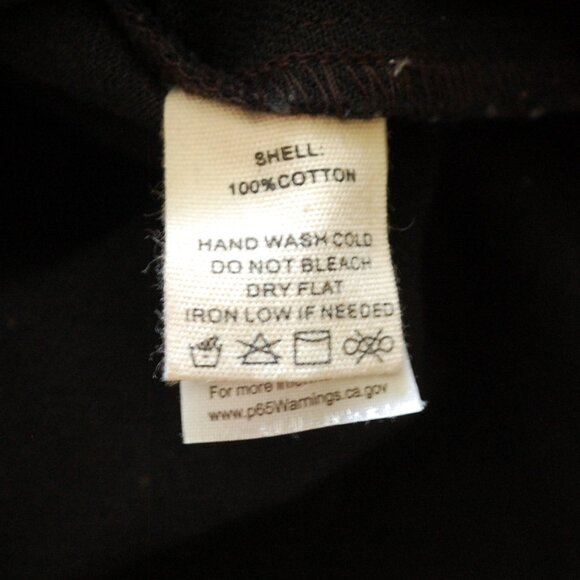 SHELL:
100%COTTON
HAND WASH COLD
DO NOT BLEACH
DRY FLAT
IRON LOW IF NEEDED
For more
www.p65Warnings.ca.gov